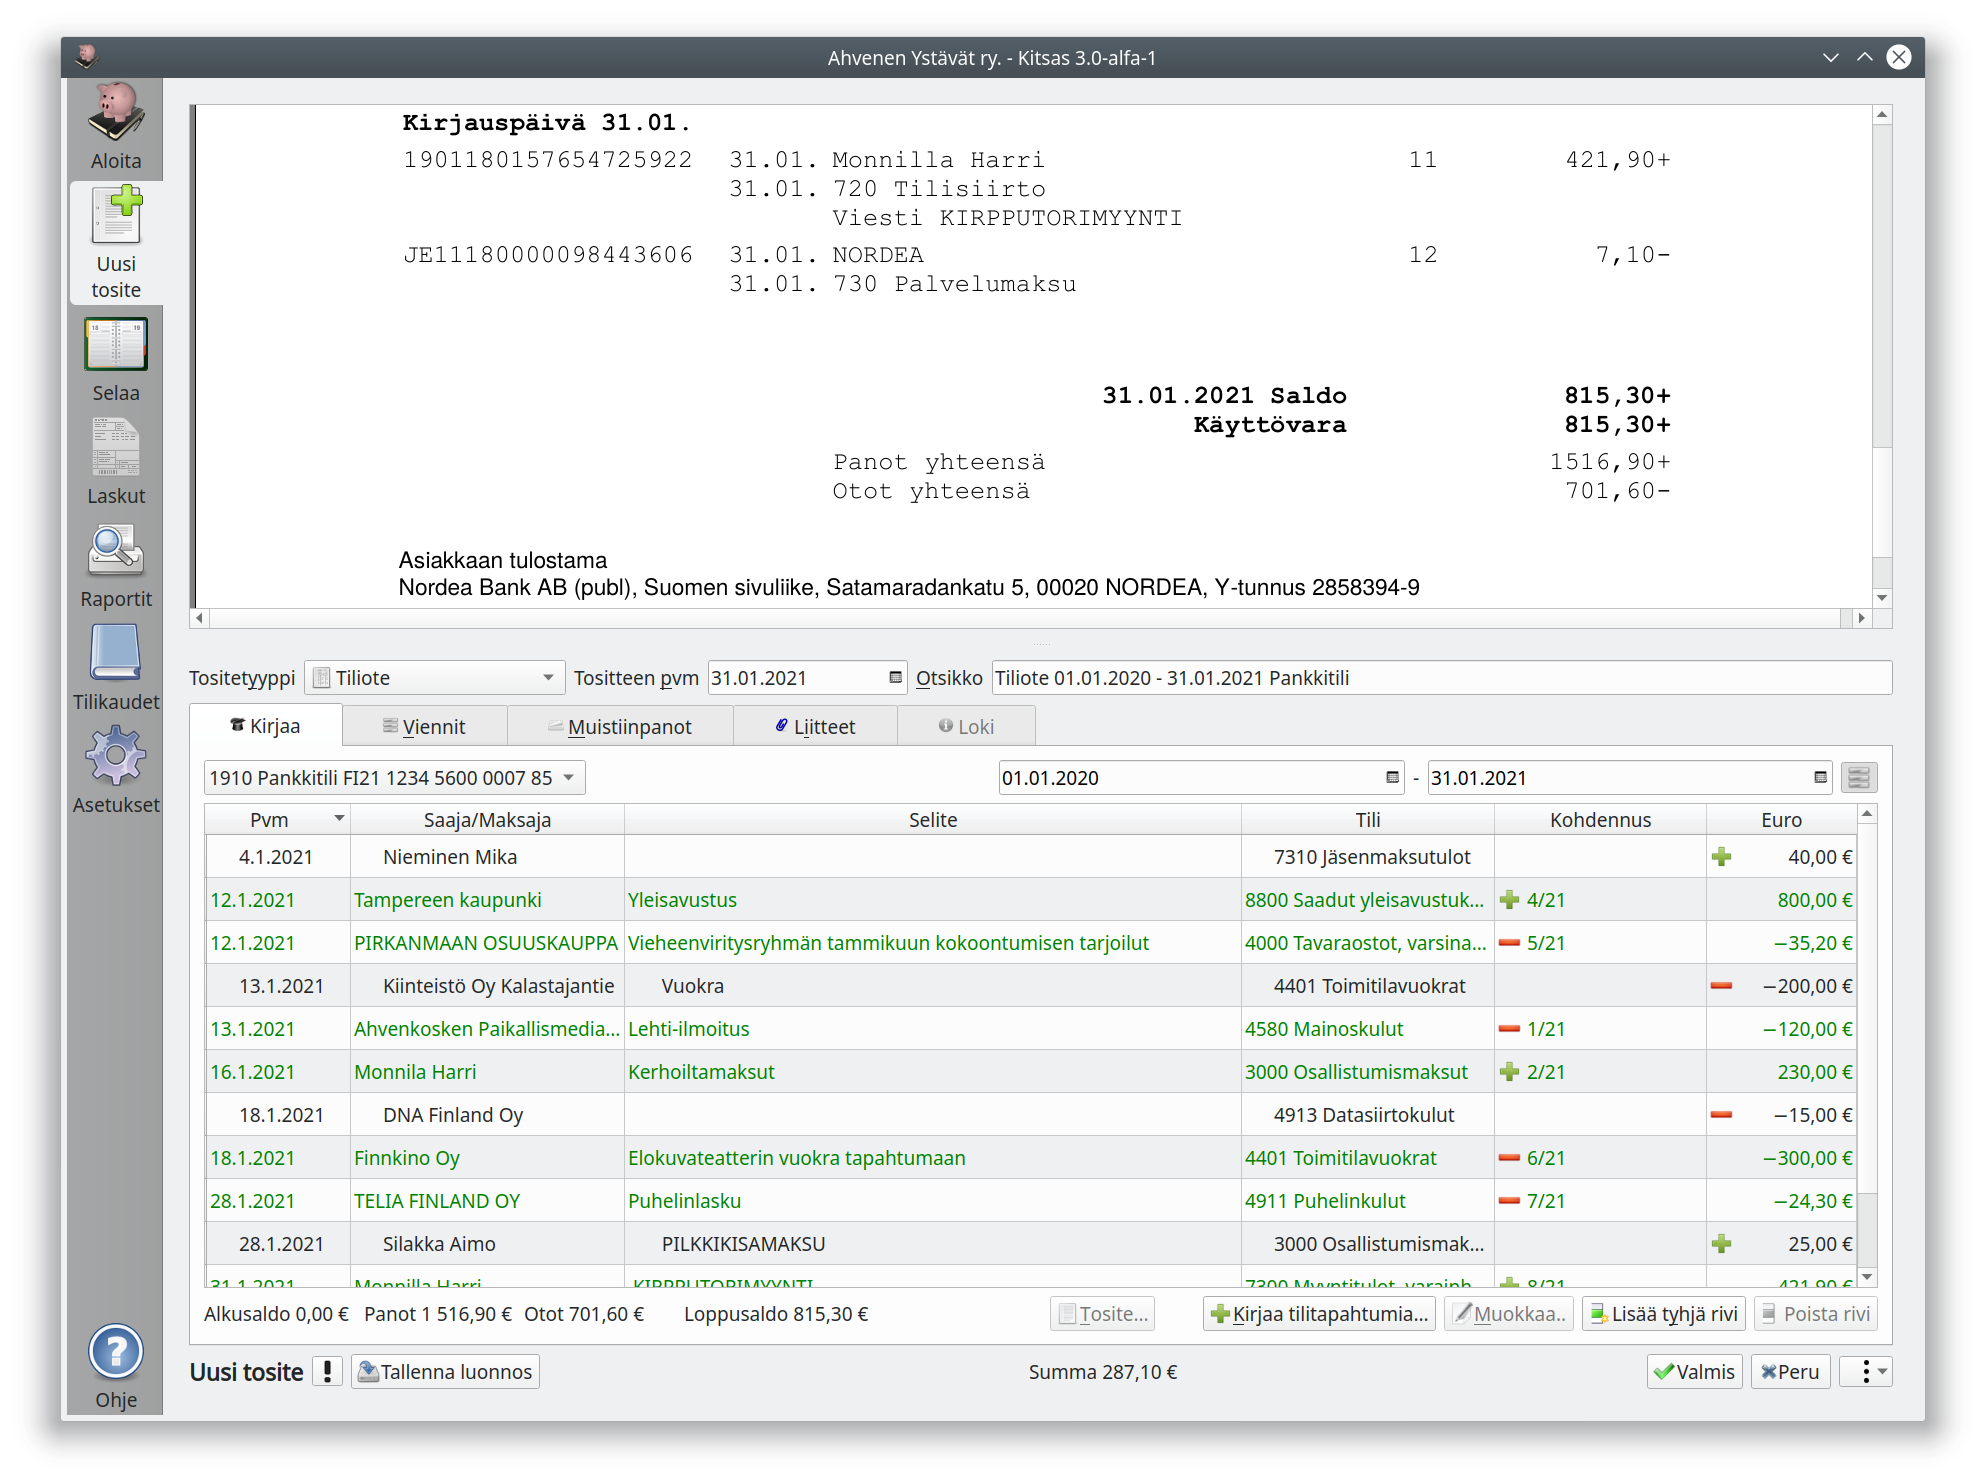 Ahvenen Ystävät ry. - Kitsas 3.0-alfa-1
Aloita
Uusi
tosite
Selaa
Laskut
Raportit
Tilikaudet
Asetukset
Ohje
Kirjauspäivä 31.01.
1901180157654725922 31.01. Monnilla Harri 11 421,90+
31.01. 720 Tilisiirto
Viesti KIRPPUTORIMYYNTI
JE11180000098443606 31.01. NORDEA 12 7,10-
31.01. 730 Palvelumaksu
31.01.2021 Saldo 815,30+
Käyttövara 815,30+
Panot yhteensä 1516,90+
Otot yhteensä 701,60-
Asiakkaan tulostama
Nordea Bank AB (publ), Suomen sivuliike, Satamaradankatu 5, 00020 NORDEA, Y-tunnus 2858394-9
Tositetyyppi Tiliote Tositteen pvm 31.01.2021 Otsikko Tiliote 01.01.2020 - 31.01.2021 Pankkitili
Kirjaa Viennit Muistiinpanot Liitteet Loki
1910 Pankkitili FI21 1234 5600 0007 85 01.01.2020 - 31.01.2021
Pvm Saaja/Maksaja Selite Tili Kohdennus Euro
4.1.2021 Nieminen Mika 7310 Jäsenmaksutulot 40,00 €
12.1.2021 Tampereen kaupunki Yleisavustus 8800 Saadut yleisavustuk... 4/21 800,00 €
12.1.2021 PIRKANMAAN OSUUSKAUPPA Vieheenviritysryhmän tammikuun kokoontumisen tarjoilut 4000 Tavaraostot, varsina... 5/21 −35,20 €
13.1.2021 Kiinteistö Oy Kalastajantie Vuokra 4401 Toimitilavuokrat −200,00 €
13.1.2021 Ahvenkosken Paikallismedia... Lehti-ilmoitus 4580 Mainoskulut 1/21 −120,00 €
16.1.2021 Monnila Harri Kerhoiltamaksut 3000 Osallistumismaksut 2/21 230,00 €
18.1.2021 DNA Finland Oy 4913 Datasiirtokulut −15,00 €
18.1.2021 Finnkino Oy Elokuvateatterin vuokra tapahtumaan 4401 Toimitilavuokrat 6/21 −300,00 €
28.1.2021 TELIA FINLAND OY Puhelinlasku 4911 Puhelinkulut 7/21 −24,30 €
28.1.2021 Silakka Aimo PILKKIKISAMAKSU 3000 Osallistumismak... 25,00 €
31.1.2021 Monnilla Harri KIRPPUTORIMYYNTI 7300 Myyntitulot, varainh... 8/21 421,90 €
Alkusaldo 0,00 € Panot 1 516,90 € Otot 701,60 € Loppusaldo 815,30 € Tosite... Kirjaa tilitapahtumia... Muokkaa.. Lisää tyhjä rivi Poista rivi
Uusi tosite ! Tallenna luonnos Summa 287,10 € Valmis Peru